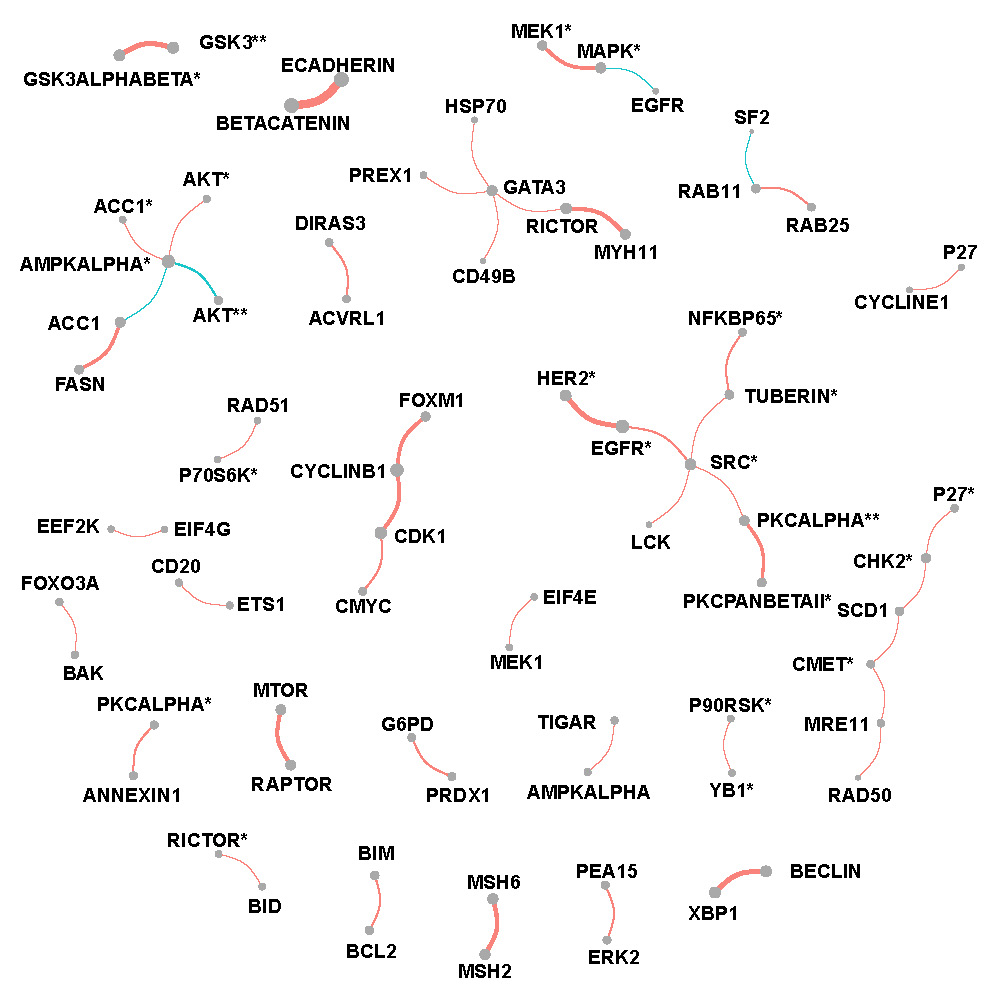 MEK1*
GSK3**
MAPK*
ECADHERIN
GSK3ALPHABETA*
EGFR
HSP70
SF2
BETACATENIN
PREX1
AKT*
GATA3
RAB11
ACC1*
DIRAS3
RICTOR
RAB25
MYH11
P27
AMPKALPHA*
CD49B
CYCLINE1
AKT**
ACVRL1
NFKBP65*
ACC1
HER2*
FASN
TUBERIN*
FOXM1
RAD51
EGFR*
SRC*
CYCLINB1
P70S6K*
P27*
PKCALPHA**
EEF2K
EIF4G
CDK1
LCK
CHK2*
CD20
FOXO3A
EIF4E
PKCPANBETAII*
ETS1
CMYC
SCD1
MEK1
CMET*
BAK
MTOR
PKCALPHA*
P90RSK*
G6PD
TIGAR
MRE11
RAPTOR
YB1*
ANNEXIN1
PRDX1
AMPKALPHA
RAD50
RICTOR*
BIM
PEA15
BECLIN
MSH6
BID
XBP1
BCL2
ERK2
MSH2